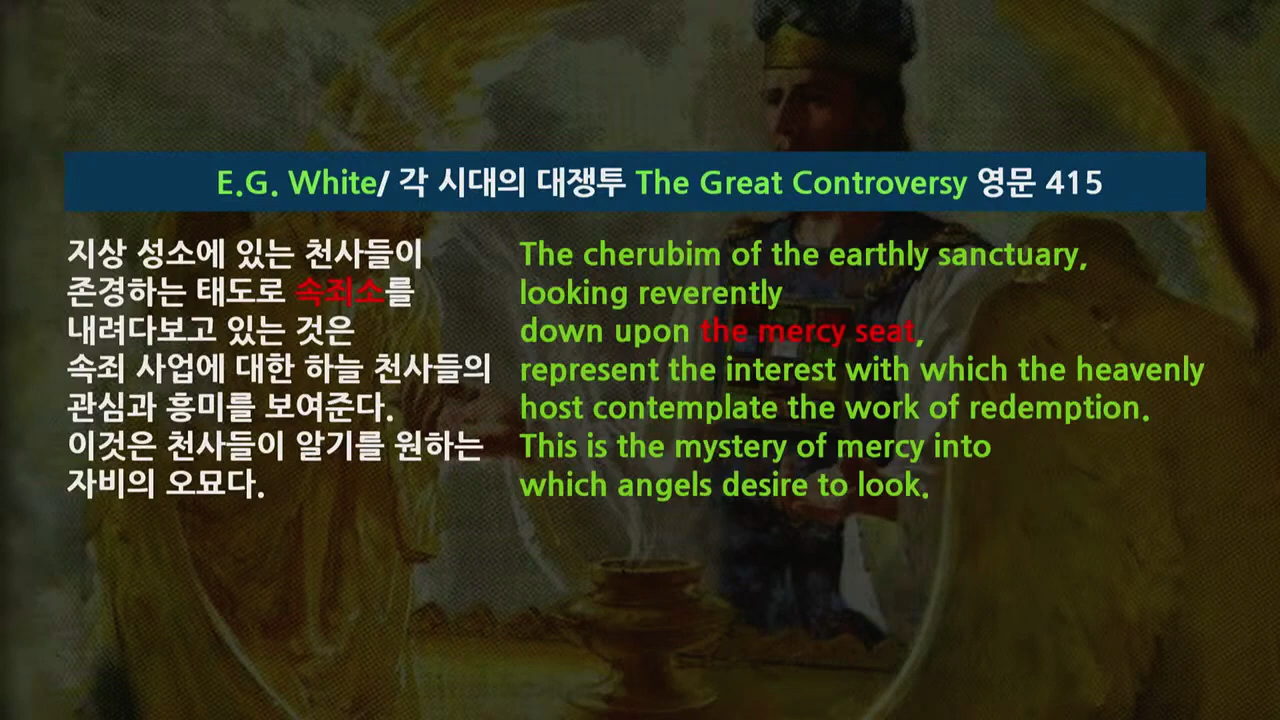 E.G. White/ 각 시대의 대쟁투 The Great Controversy 영문 415
지상 성소에 있는 천사들이
존경하는 태도로 속죄소를
내려다보고 있는 것은
속죄 사업에 대한 하늘 천사들의
관심과 흥미를 보여준다.
이것은 천사들이 알기를 원하는
자비의 오묘다.
The cherubim of the earthly sanctuary,
looking reverently
down upon the mercy seat,
represent the interest with which the heavenly
host contemplate the work of redemption.
This is the mystery of mercy into
which angels desire to look.